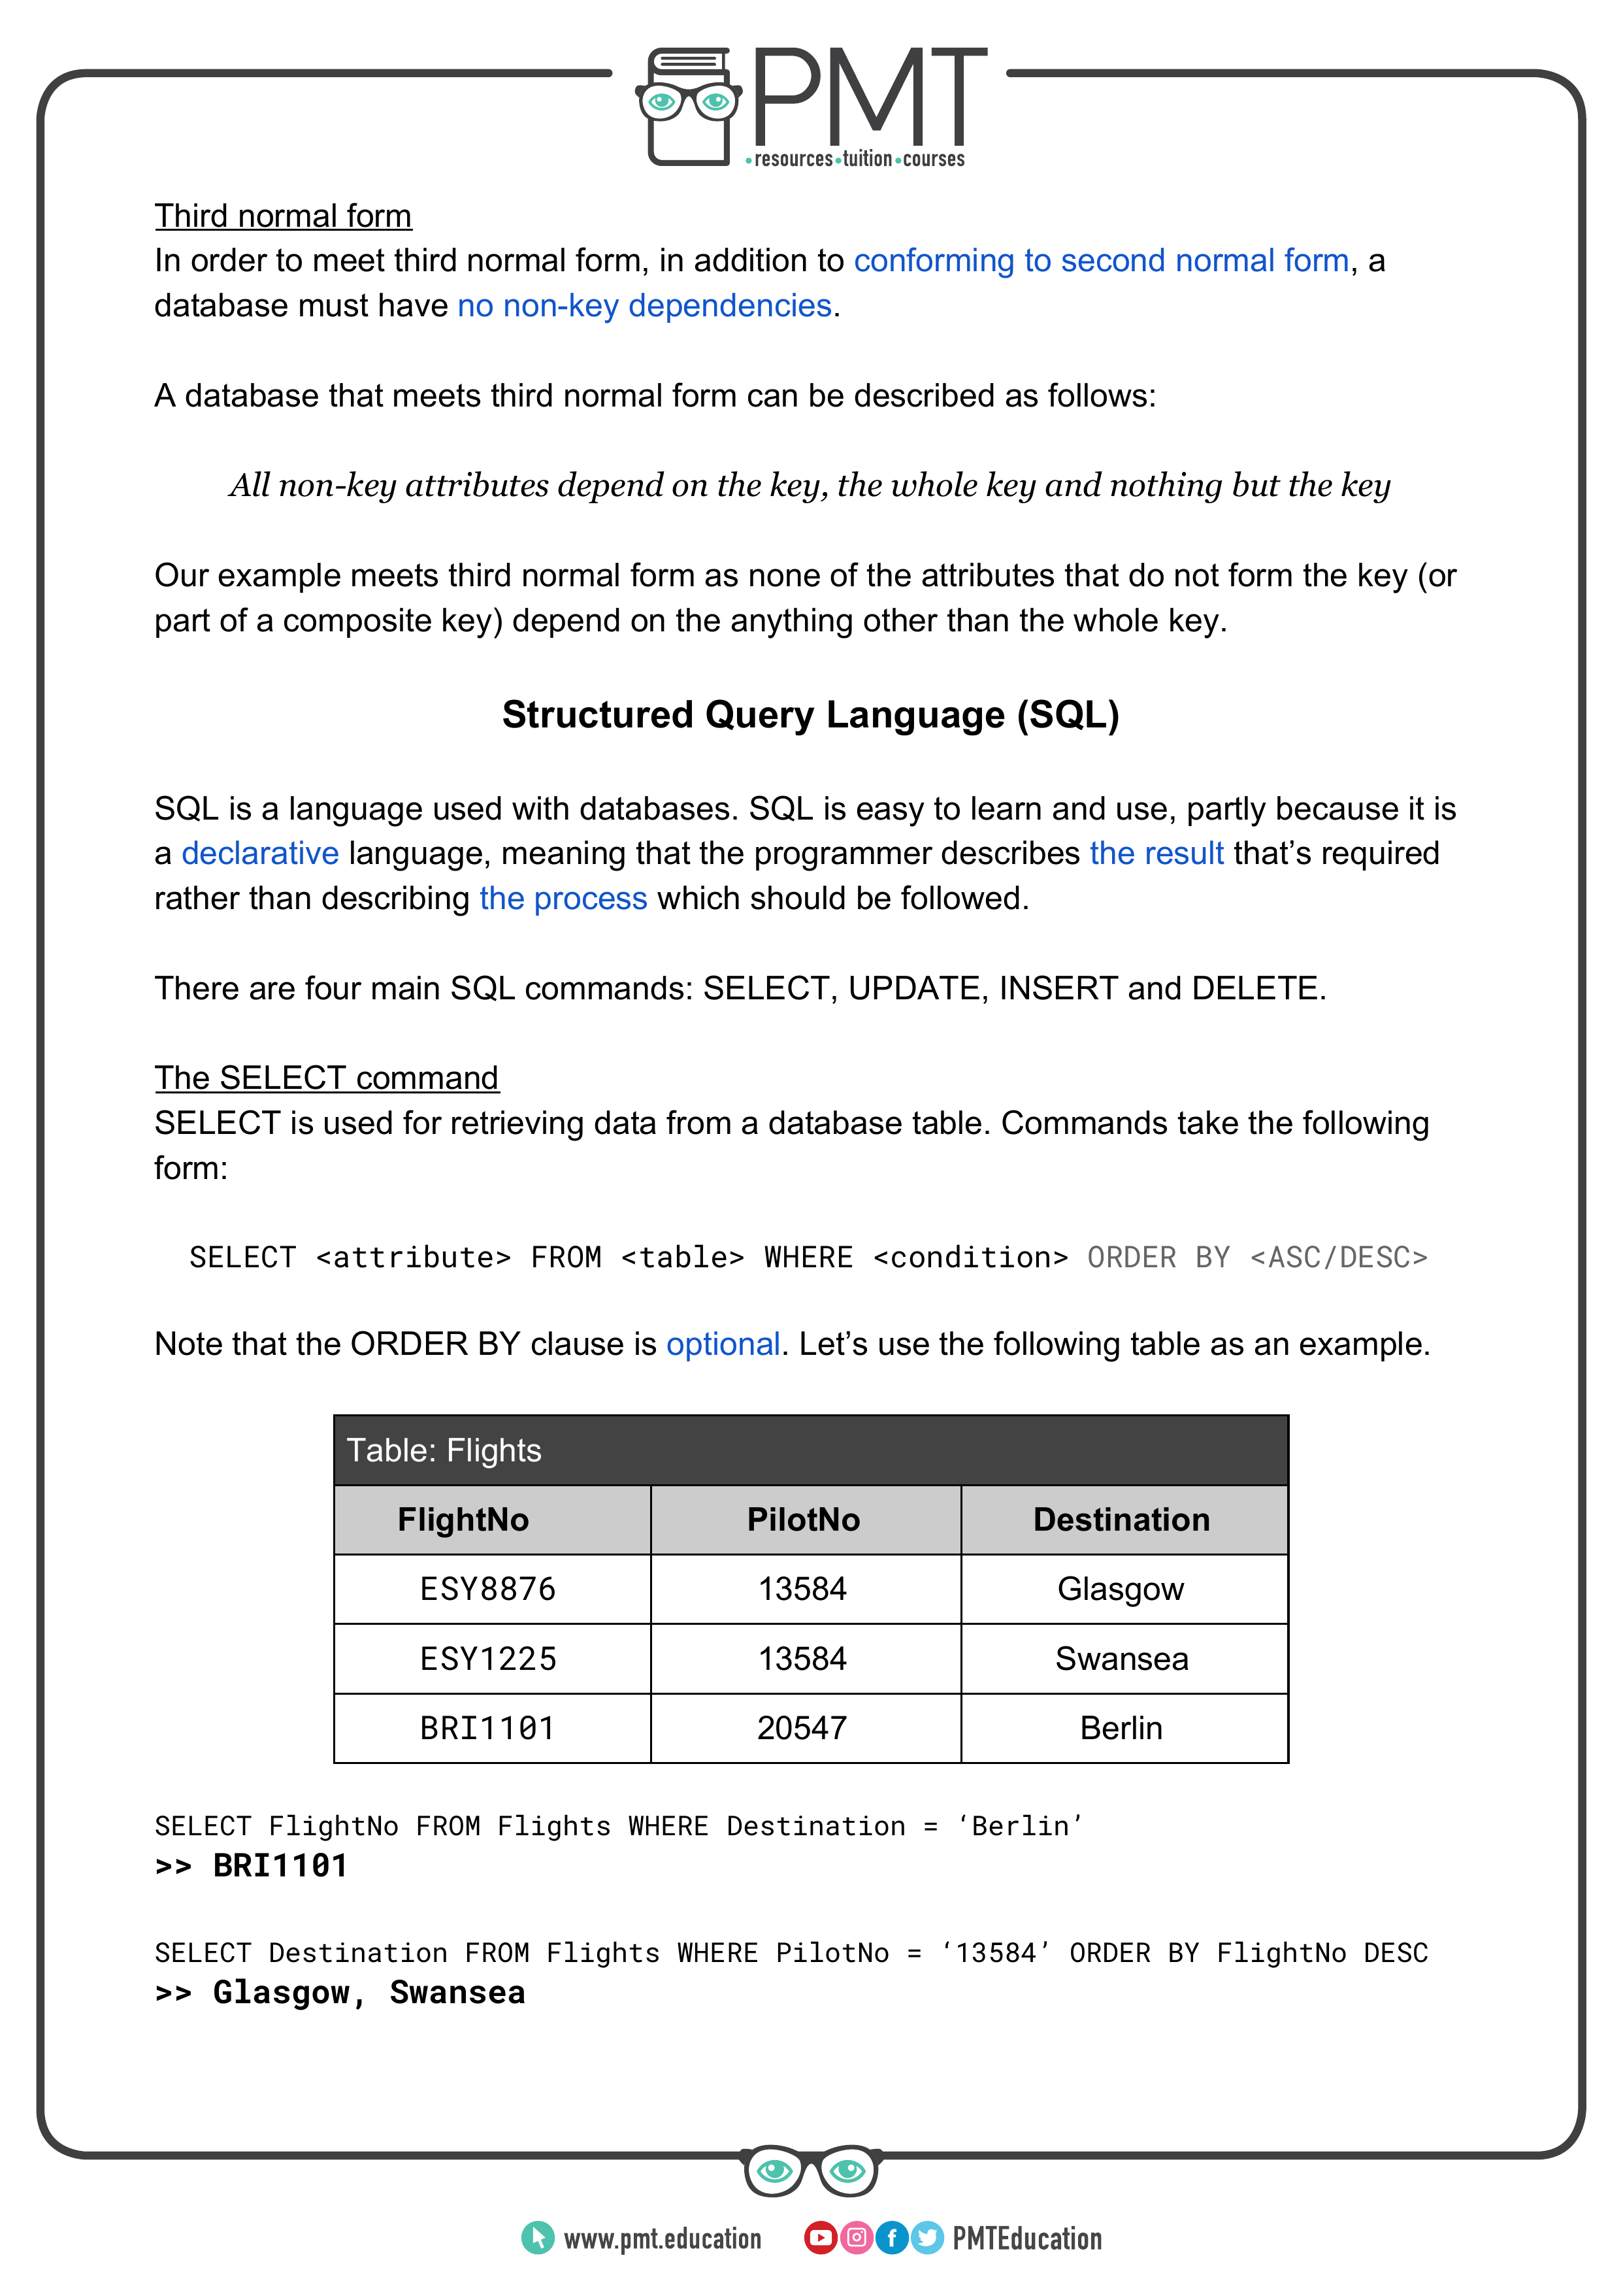 PMT
•resources•tuition•courses
Third normal form
In order to meet third normal form, in addition to conforming to second normal form, a
database must have no non-key dependencies.
A database that meets third normal form can be described as follows:
All non-key attributes depend on the key, the whole key and nothing but the key
Our example meets third normal form as none of the attributes that do not form the key (or
part of a composite key) depend on the anything other than the whole key.
Structured Query Language (SQL)
SQL is a language used with databases. SQL is easy to learn and use, partly because it is
a declarative language, meaning that the programmer describes the result that’s required
rather than describing the process which should be followed.
There are four main SQL commands: SELECT, UPDATE, INSERT and DELETE.
The SELECT command
SELECT is used for retrieving data from a database table. Commands take the following
form:
SELECT <attribute> FROM <table> WHERE <condition> ORDER BY <ASC/DESC>
Note that the ORDER BY clause is optional. Let’s use the following table as an example.
Table: Flights
FlightNo PilotNo Destination
ESY8876 13584 Glasgow
ESY1225 13584 Swansea
BRI1101 20547 Berlin
SELECT FlightNo FROM Flights WHERE Destination = ‘Berlin’
>> BRI1101
SELECT Destination FROM Flights WHERE PilotNo = ‘13584’ ORDER BY FlightNo DESC
>> Glasgow, Swansea
www.pmt.education PMTEducation